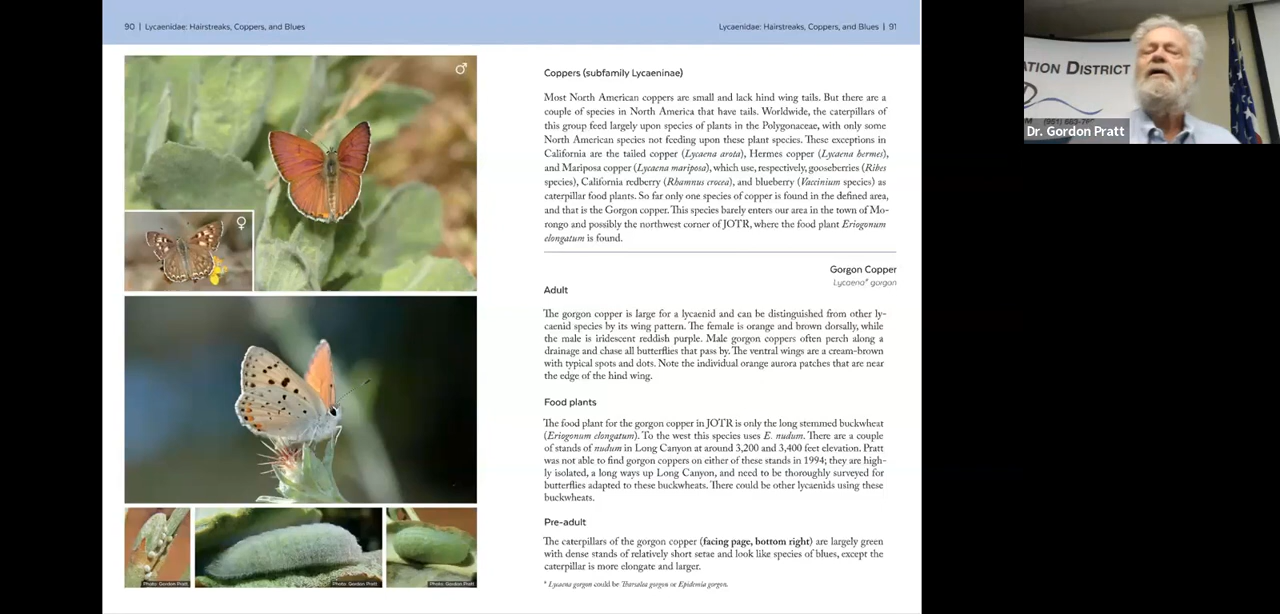 90 | Lycaenidae: Hairstreaks, Coppers, and Blues
Lycaenidae: Hairstreaks, Coppers, and Blues | 91
♂
♀
Photo: Gordon Pratt
Photo: Gordon Pratt
Photo: Gordon Pratt
Coppers (subfamily Lycaeninae)
Most North American coppers are small and lack hind wing tails. But there are a
couple of species in North America that have tails. Worldwide, the caterpillars of
this group feed largely upon species of plants in the Polygonaceae, with only some
North American species not feeding upon these plant species. These exceptions in
California are the tailed copper (Lycaena arota), Hermes copper (Lycaena hermes),
and Mariposa copper (Lycaena mariposa), which use, respectively, gooseberries (Ribes
species), California redberry (Rhamnus crocea), and blueberry (Vaccinium species) as
caterpillar food plants. So far only one species of copper is found in the defined area,
and that is the Gorgon copper. This species barely enters our area in the town of Mo-
rongo and possibly the northwest corner of JOTR, where the food plant Eriogonum
elongatum is found.
Gorgon Copper
Lycaena* gorgon
Adult
The gorgon copper is large for a lycaenid and can be distinguished from other ly-
caenid species by its wing pattern. The female is orange and brown dorsally, while
the male is iridescent reddish purple. Male gorgon coppers often perch along a
drainage and chase all butterflies that pass by. The ventral wings are a cream-brown
with typical spots and dots. Note the individual orange aurora patches that are near
the edge of the hind wing.
Food plants
The food plant for the gorgon copper in JOTR is only the long stemmed buckwheat
(Eriogonum elongatum). To the west this species uses E. nudum. There are a couple
of stands of nudum in Long Canyon at around 3,200 and 3,400 feet elevation. Pratt
was not able to find gorgon coppers on either of these stands in 1994; they are high-
ly isolated, a long ways up Long Canyon, and need to be thoroughly surveyed for
butterflies adapted to these buckwheats. There could be other lycaenids using these
buckwheats.
Pre-adult
The caterpillars of the gorgon copper (facing page, bottom right) are largely green
with dense stands of relatively short setae and look like species of blues, except the
caterpillar is more elongate and larger.
* Lycaena gorgon could be Tharsalea gorgon or Epidemia gorgon.
ATION DISTRICT
Dr. Gordon Pratt